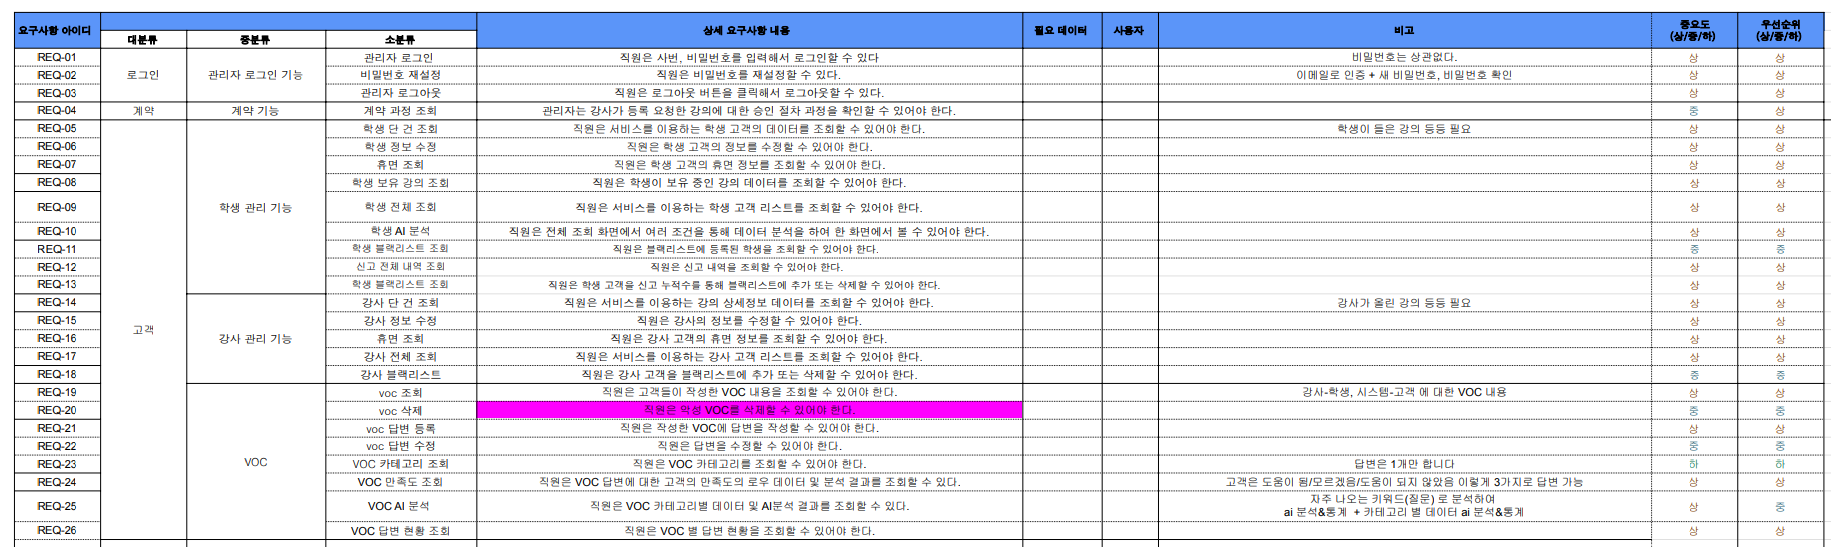 요구사항 아이디 대분류 중분류 소분류 상세 요구사항 내용 필요 데이터 사용자 비고 중요도 (상/중/하) 우선순위 (상/중/하)
REQ-01 로그인 관리자 로그인 기능 관리자 로그인 직원은 사번, 비밀번호를 입력해서 로그인할 수 있다 비밀번호는 상관없다. 상 상
REQ-02 비밀번호 재설정 직원은 비밀번호를 재설정할 수 있다. 이메일로 인증 + 새 비밀번호, 비밀번호 확인 상 상
REQ-03 관리자 로그아웃 직원은 로그아웃 버튼을 클릭해서 로그아웃할 수 있다. 상 상
REQ-04 계약 계약 기능 계약 과정 조회 관리자는 강사가 등록 요청한 강의에 대한 승인 절차 과정을 확인할 수 있어야 한다. 중 상
REQ-05 고객 학생 관리 기능 학생 단 건 조회 직원은 서비스를 이용하는 학생 고객의 데이터를 조회할 수 있어야 한다. 학생이 들은 강의 등등 필요 상 상
REQ-06 학생 정보 수정 직원은 학생 고객의 정보를 수정할 수 있어야 한다. 상 상
REQ-07 휴면 조회 직원은 학생 고객의 휴면 정보를 조회할 수 있어야 한다. 상 상
REQ-08 학생 보유 강의 조회 직원은 학생이 보유 중인 강의 데이터를 조회할 수 있어야 한다. 상 상
REQ-09 학생 전체 조회 직원은 서비스를 이용하는 학생 고객 리스트를 조회할 수 있어야 한다. 상 상
REQ-10 학생 AI 분석 직원은 전체 조회 화면에서 여러 조건을 통해 데이터 분석을 하여 한 화면에서 볼 수 있어야 한다. 상 상
REQ-11 학생 블랙리스트 조회 직원은 블랙리스트에 등록된 학생을 조회할 수 있어야 한다. 중 중
REQ-12 신고 전체 내역 조회 직원은 신고 내역을 조회할 수 있어야 한다. 상 상
REQ-13 학생 블랙리스트 조회 직원은 학생 고객을 신고 누적수를 통해 블랙리스트에 추가 또는 삭제할 수 있어야 한다. 상 상
REQ-14 강사 관리 기능 강사 단 건 조회 직원은 서비스를 이용하는 강의 상세정보 데이터를 조회할 수 있어야 한다. 강사가 올린 강의 등등 필요 상 상
REQ-15 강사 정보 수정 직원은 강사의 정보를 수정할 수 있어야 한다. 상 상
REQ-16 휴면 조회 직원은 강사 고객의 휴면 정보를 조회할 수 있어야 한다. 상 상
REQ-17 강사 전체 조회 직원은 서비스를 이용하는 강사 고객 리스트를 조회할 수 있어야 한다. 상 상
REQ-18 강사 블랙리스트 직원은 강사 고객을 블랙리스트에 추가 또는 삭제할 수 있어야 한다. 중 중
REQ-19 VOC voc 조회 직원은 고객들이 작성한 VOC 내용을 조회할 수 있어야 한다. 강사-학생, 시스템-고객 에 대한 VOC 내용 상 상
REQ-20 voc 삭제 직원은 악성 VOC를 삭제할 수 있어야 한다. 중 중
REQ-21 voc 답변 등록 직원은 작성한 VOC에 답변을 작성할 수 있어야 한다. 상 상
REQ-22 voc 답변 수정 직원은 답변을 수정할 수 있어야 한다. 중 중
REQ-23 VOC 카테고리 조회 직원은 VOC 카테고리를 조회할 수 있어야 한다. 답변은 1개만 합니다 하 하
REQ-24 VOC 만족도 조회 직원은 VOC 답변에 대한 고객의 만족도의 로우 데이터 및 분석 결과를 조회할 수 있다. 고객은 도움이 됨/모르겠음/도움이 되지 않았음 이렇게 3가지로 답변 가능 상 상
REQ-25 VOC AI 분석 직원은 VOC 카테고리별 데이터 및 AI분석 결과를 조회할 수 있다. 자주 나오는 키워드(질문) 로 분석하여 상 중
ai 분석&통계 + 카테고리 별 데이터 ai 분석&통계
REQ-26 VOC 답변 현황 조회 직원은 VOC 별 답변 현황을 조회할 수 있어야 한다. 상 상